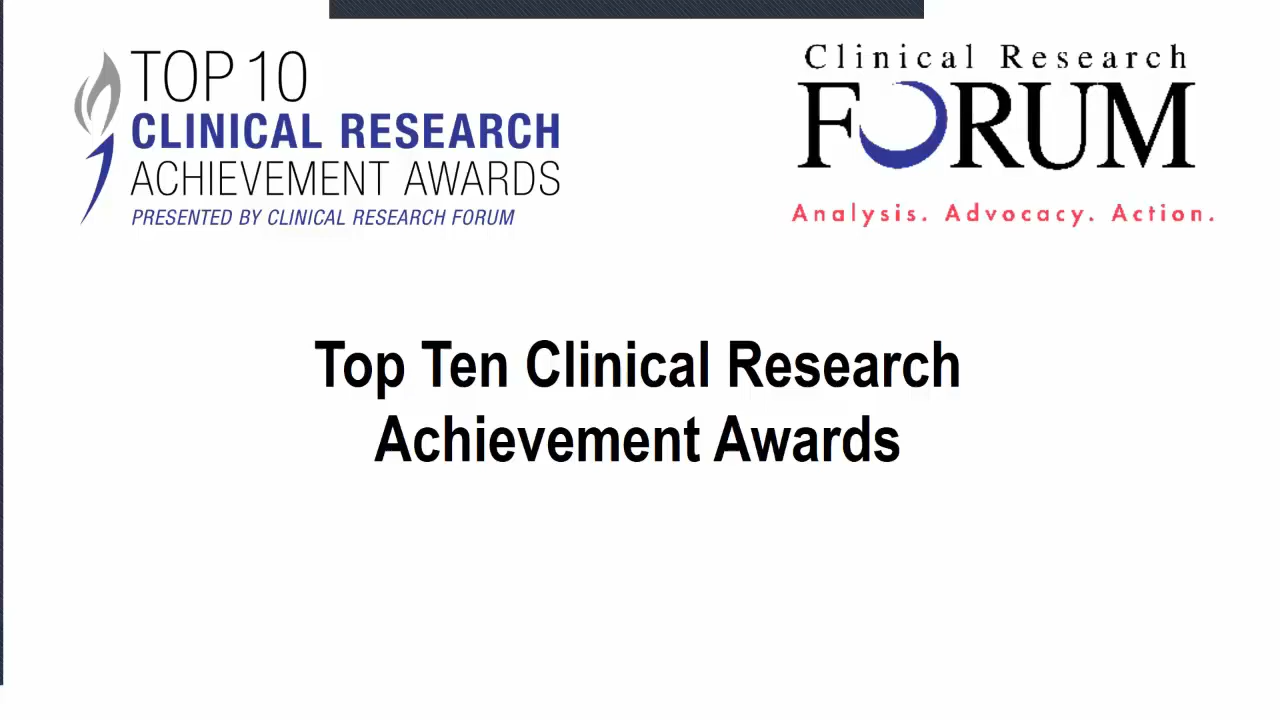 TOP 10
CLINICAL RESEARCH
ACHIEVEMENT AWARDS
PRESENTED BY CLINICAL RESEARCH FORUM
Clinical Research
FORUM
Analysis. Advocacy. Action.
Top Ten Clinical Research
Achievement Awards